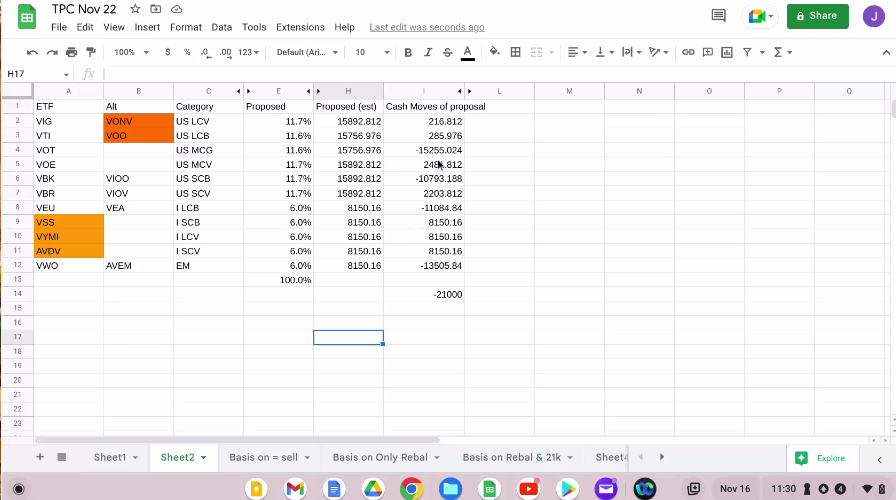 TPC Nov 22
File Edit View Insert Format Data Tools Extensions Help Last edit was seconds ago
Share
J
100% $ % .0 .00 123 Default (Ari... 10 B I S A
H17 fx
A B C E H I L M N O P Q
1 ETF Alt Category Proposed Proposed (est) Cash Moves of proposal
2 VIG VONV US LCV 11.7% 15892.812 216.812
3 VTI VOO US LCB 11.6% 15756.976 285.976
4 VOT US MCG 11.6% 15756.976 -15255.024
5 VOE US MCV 11.7% 15892.812
6 VBK VIOO US SCB 11.7% 15892.812 -10793.188
7 VBR VIOV US SCV 11.7% 15892.812 2203.812
8 VEU VEA I LCB 6.0% 8150.16 -11084.84
9 VSS I SCB 6.0% 8150.16 8150.16
10 VYMI I LCV 6.0% 8150.16 8150.16
11 AVDV I SCV 6.0% 8150.16 8150.16
12 VWO AVEM EM 6.0% 8150.16 -13505.84
13 100.0%
14 -21000
15
16
17
18
19
20
21
22
23
Sheet1 Sheet2 Basis on = sell Basis on Only Rebal Basis on Rebal & 21k Sheet4 Explore
Nov 16 11:30